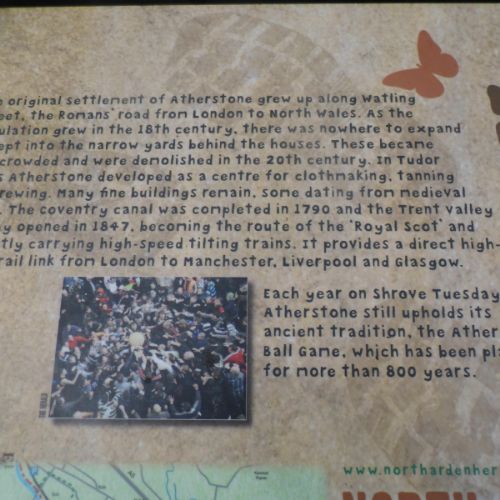 e original settlement of Atherstone grew up along Watling
eet, the Romans' road from London to North Wales. As the
ulation grew in the 18th century, there was nowhere to expand
ept into the narrow yards behind the houses. These became
crowded and were demolished in the 20th century. In Tudor
s Atherstone developed as a centre for clothmaking, tanning
rewing. Many fine buildings remain, some dating from medieval
. The coventry canal was completed in 1790 and the Trent valley
y opened in 1847, becoming the route of the 'Royal Scot' and
tly carrying high-speed tilting trains. It provides a direct high-
rail link from London to Manchester, Liverpool and Glasgow.
Each year on Shrove Tuesday
Atherstone still upholds its
ancient tradition, the Ather
Ball Game, which has been pl
for more than 800 years.
www.northardenher
NORTH